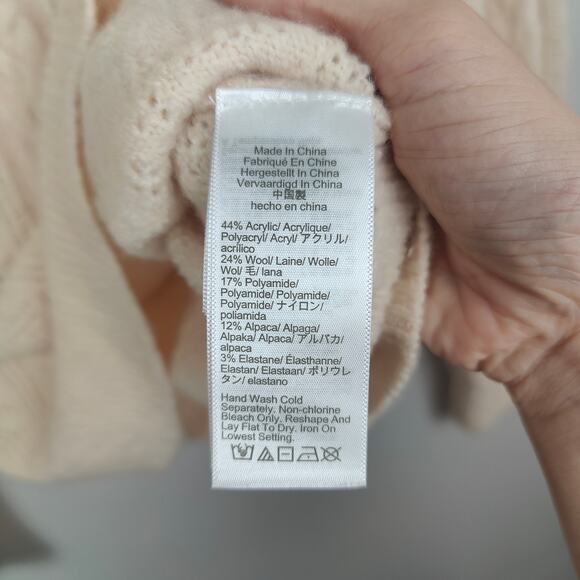 Made In China
Fabriqué En Chine
Hergestellt In China
Vervaardigd In China
中国製
hecho en china
44% Acrylic/ Acrylique/
Polyacryl/ Acryl/ アクリル/
acrílico
24% Wool/ Laine/ Wolle/
Wol/ 毛/ lana
17% Polyamide/
Polyamide/ Polyamide/
Polyamide/ ナイロン/
poliamida
12% Alpaca/ Alpaga/
Alpaka/ Alpaca/ アルパカ/
alpaca
3% Elastane/ Élasthanne/
Elastan/ Elastaan/ ポリウレ
タン/ elastano
Hand Wash Cold
Separately. Non-chlorine
Bleach Only. Reshape And
Lay Flat To Dry. Iron On
Lowest Setting.